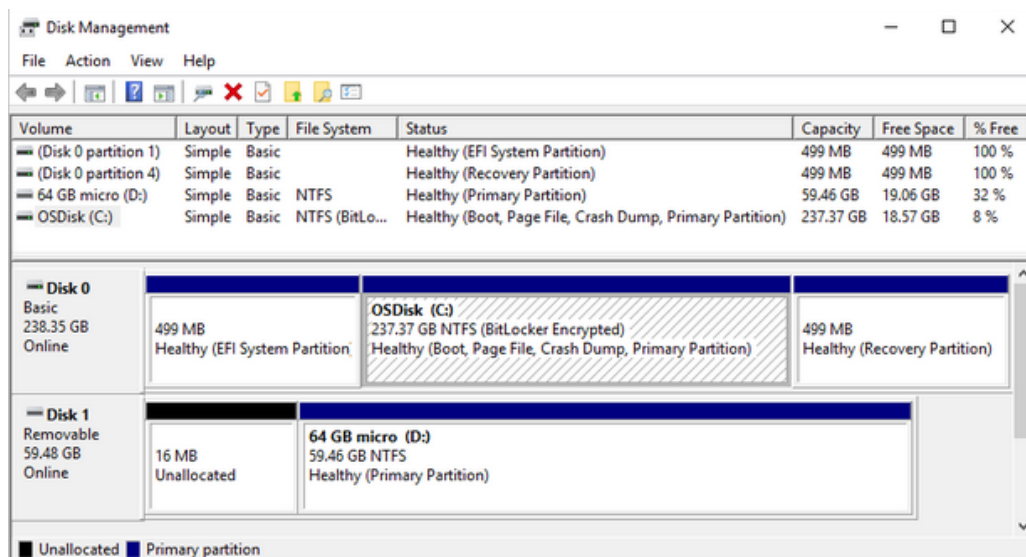 Disk Management
File Action View Help
Volume Layout Type File System Status Capacity Free Space % Free
(Disk 0 partition 1) Simple Basic Healthy (EFI System Partition) 499 MB 499 MB 100 %
(Disk 0 partition 4) Simple Basic Healthy (Recovery Partition) 499 MB 499 MB 100 %
64 GB micro (D:) Simple Basic NTFS Healthy (Primary Partition) 59.46 GB 19.06 GB 32 %
OSDisk (C:) Simple Basic NTFS (BitLo... Healthy (Boot, Page File, Crash Dump, Primary Partition) 237.37 GB 18.57 GB 8 %
Disk 0
Basic
238.35 GB
Online
499 MB
Healthy (EFI System Partition
OSDisk (C:)
237.37 GB NTFS (BitLocker Encrypted)
Healthy (Boot, Page File, Crash Dump, Primary Partition)
499 MB
Healthy (Recovery Partition)
Disk 1
Removable
59.48 GB
Online
16 MB
Unallocated
64 GB micro (D:)
59.46 GB NTFS
Healthy (Primary Partition)
Unallocated Primary partition